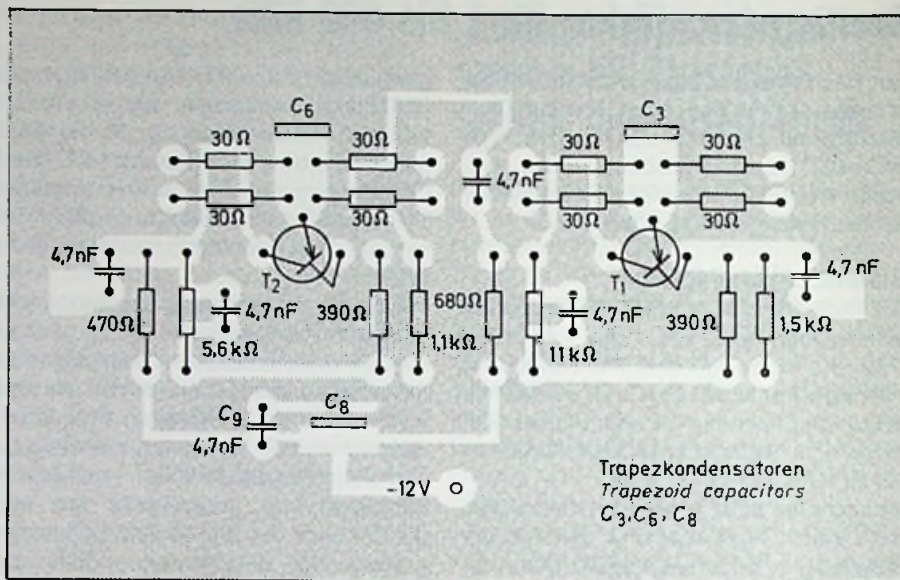 C6
C3
30Ω
30Ω
30Ω
30Ω
4,7nF
30Ω
30Ω
30Ω
30Ω
4,7nF
T2
T1
4,7nF
470Ω
4,7nF
5,6kΩ
390Ω
1,1kΩ
680Ω
4,7nF
11kΩ
390Ω
1,5kΩ
C9
4,7nF
C8
-12V
Trapezkondensatoren
Trapezoid capacitors
C3, C6, C8